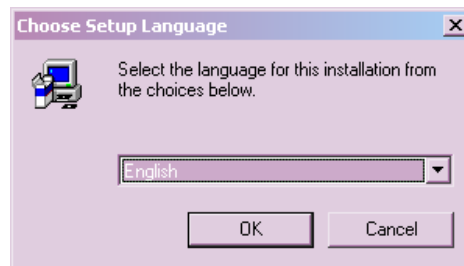 Choose Setup Language
Select the language for this installation from
the choices below.
English
OK
Cancel